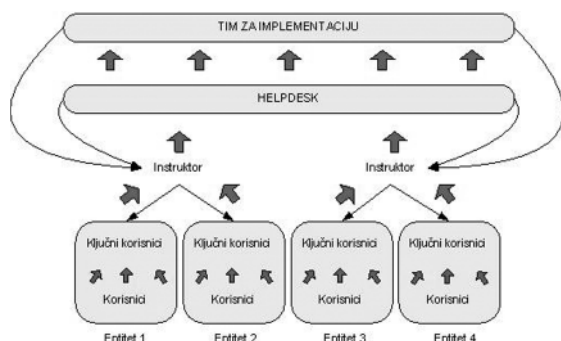 TIM ZA IMPLEMENTACIJU
HELPDESK
Instruktor Instruktor
Ključni korisnici Ključni korisnici Ključni korisnici Ključni korisnici
Korisnici Korisnici Korisnici Korisnici
Entitet 1 Entitet 2 Entitet 3 Entitet 4